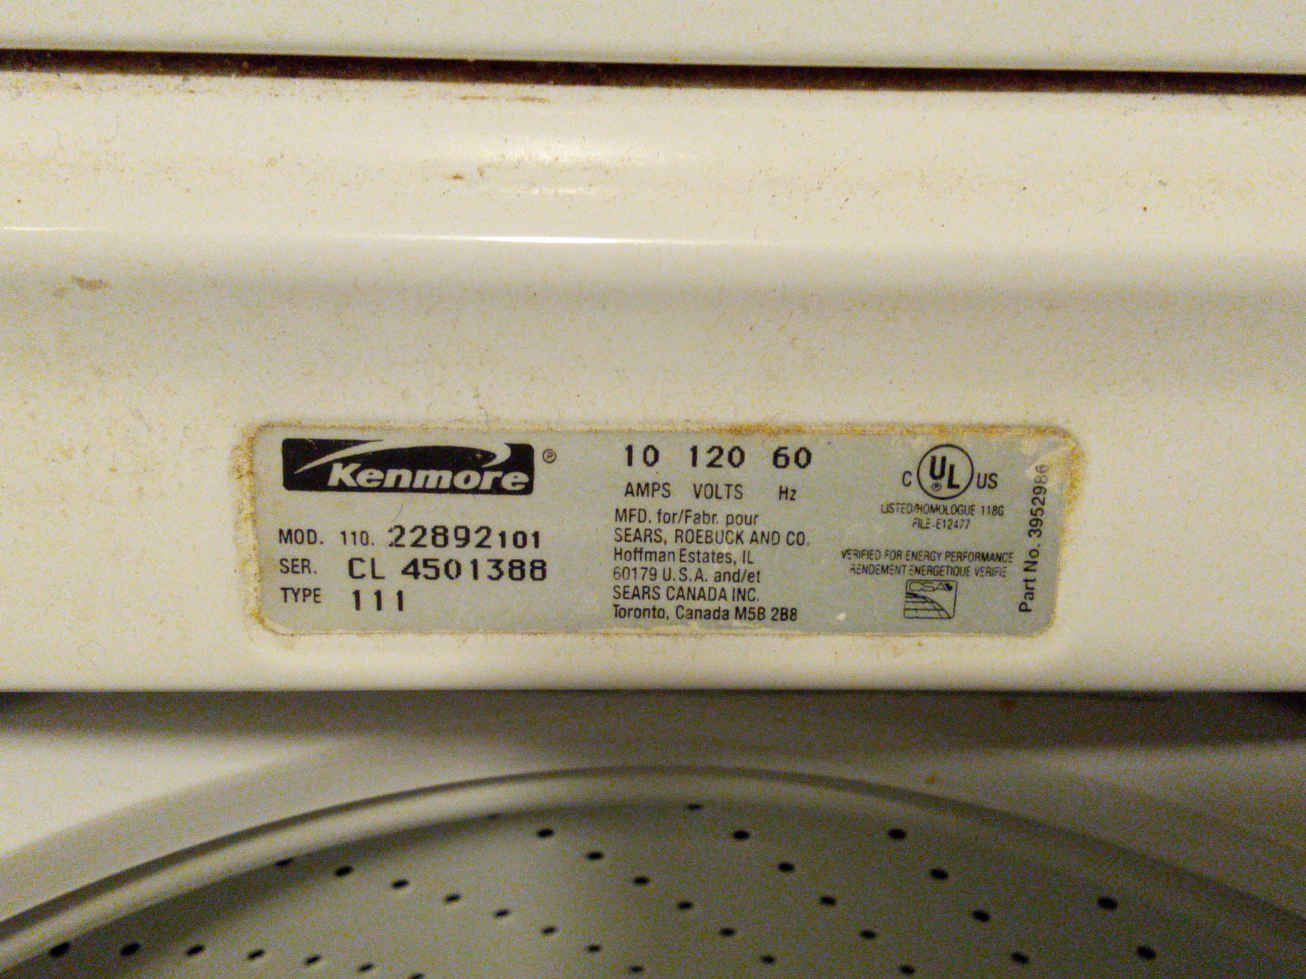 Kenmore®
MOD. 110. 22892101
SER. CL 4501388
TYPE 111
10 120 60
AMPS VOLTS Hz
MFD. for/Fabr. pour
SEARS, ROEBUCK AND CO.
Hoffman Estates, IL
60179 U.S.A. and/et
SEARS CANADA INC.
Toronto, Canada M5B 2B8
C UL® US
LISTED/HOMOLOGUE 118G
FILE-E12477
VERIFIED FOR ENERGY PERFORMANCE
RENDEMENT ENERGETIQUE VERIFIE
CSA
Part No. 3952986